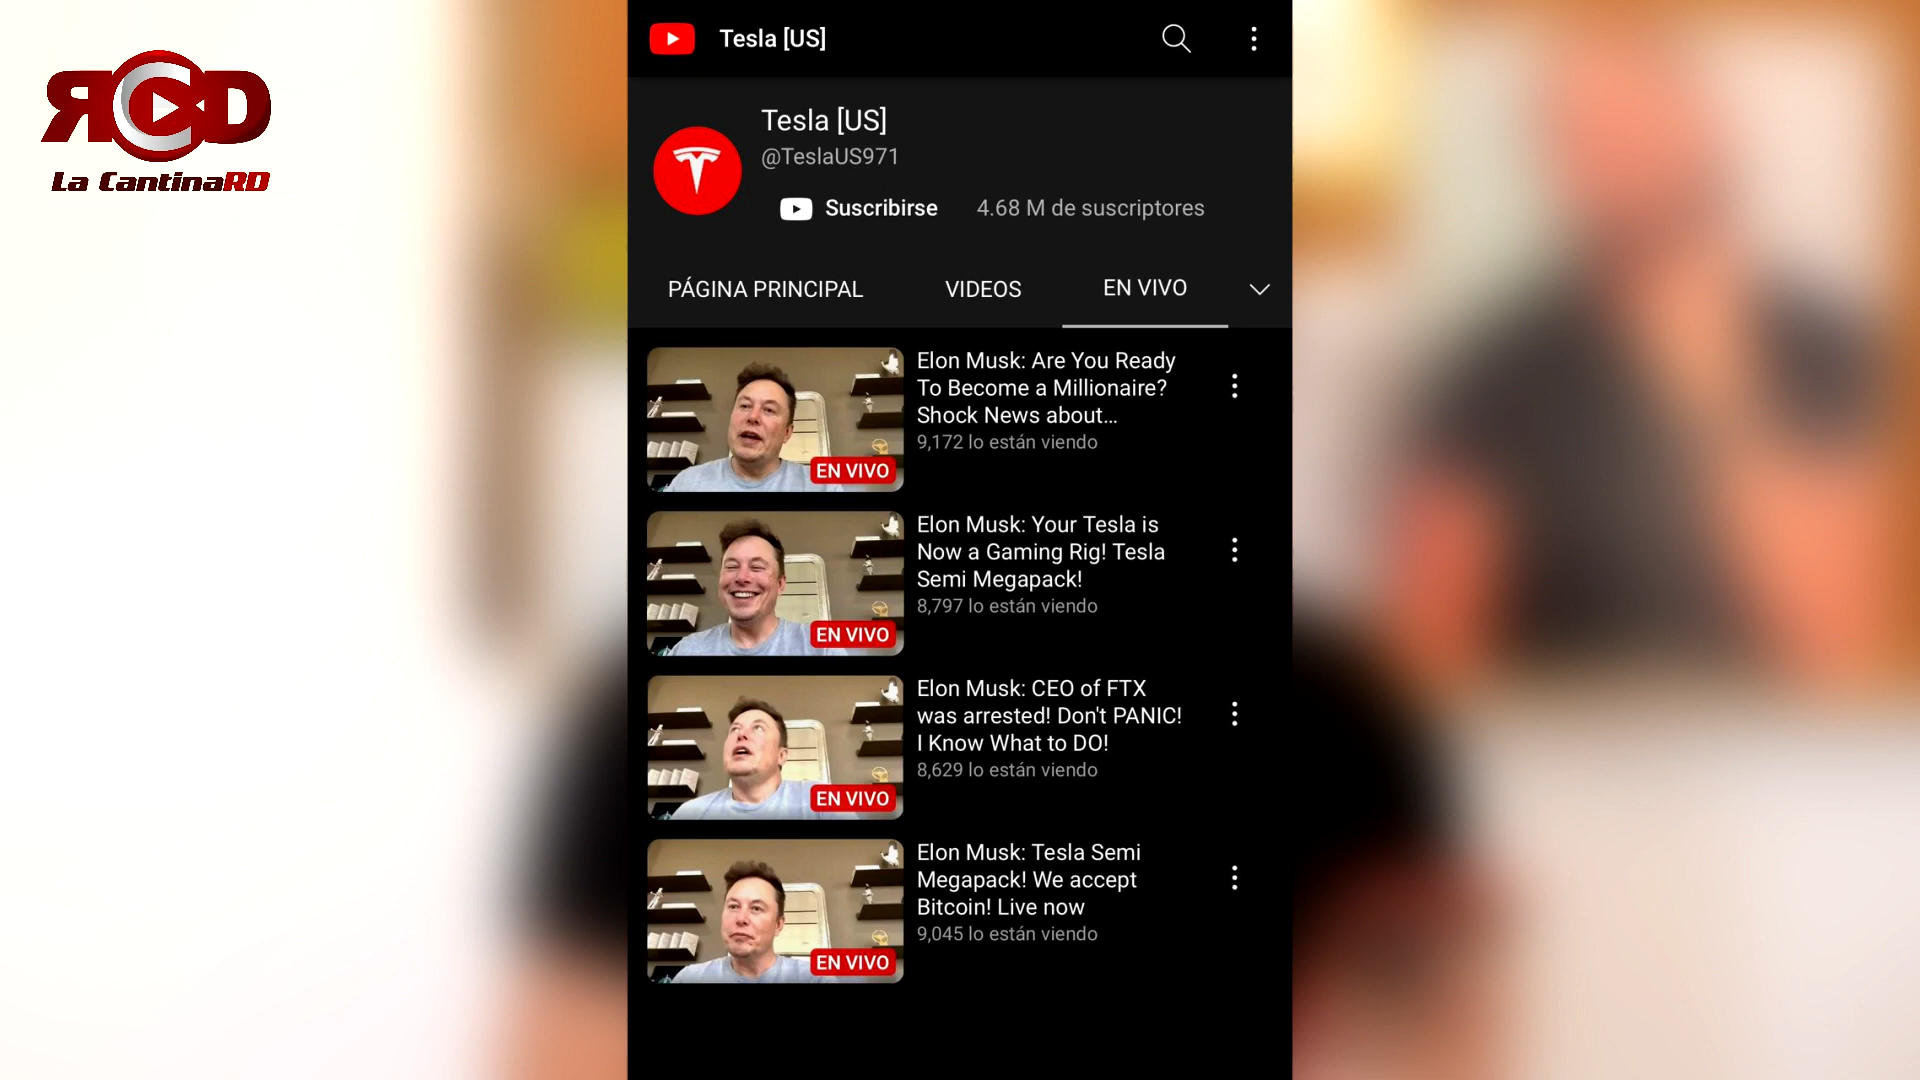 RCD
La CantinaRD
Tesla [US]
Tesla [US]
@TeslaUS971
Suscribirse
4.68 M de suscriptores
PÁGINA PRINCIPAL
VIDEOS
EN VIVO
Elon Musk: Are You Ready
To Become a Millionaire?
Shock News about...
9,172 lo están viendo
EN VIVO
Elon Musk: Your Tesla is
Now a Gaming Rig! Tesla
Semi Megapack!
8,797 lo están viendo
EN VIVO
Elon Musk: CEO of FTX
was arrested! Don't PANIC!
I Know What to DO!
8,629 lo están viendo
EN VIVO
Elon Musk: Tesla Semi
Megapack! We accept
Bitcoin! Live now
9,045 lo están viendo
EN VIVO